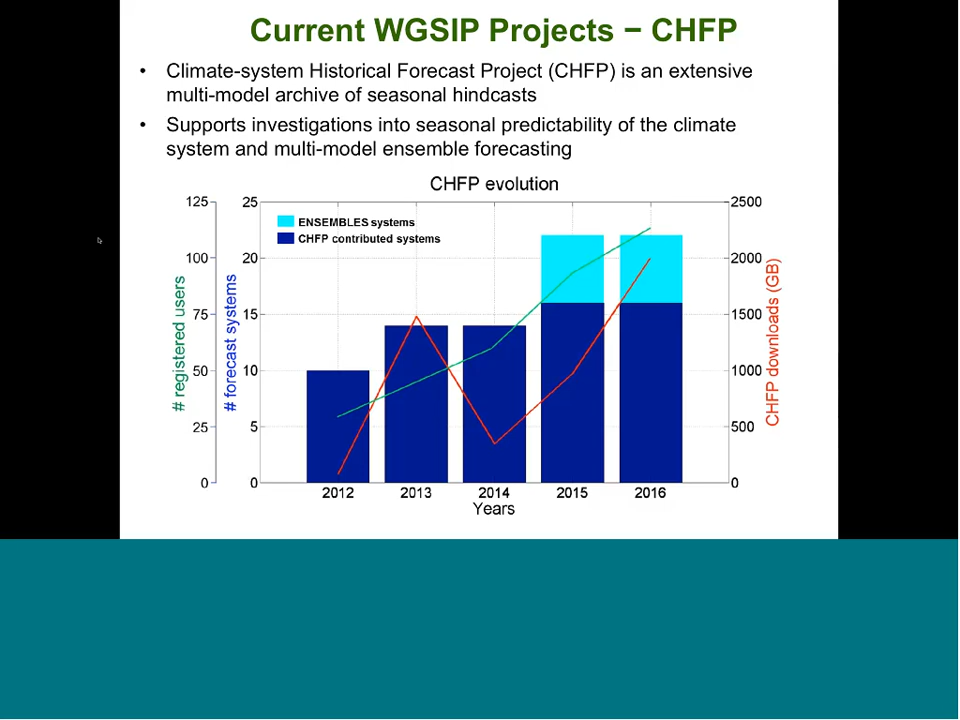 Current WGSIP Projects − CHFP
• Climate-system Historical Forecast Project (CHFP) is an extensive
multi-model archive of seasonal hindcasts
• Supports investigations into seasonal predictability of the climate
system and multi-model ensemble forecasting
CHFP evolution
125 25 2500
ENSEMBLES systems
CHFP contributed systems
100 20 2000
75 15 1500
50 10 1000
25 5 500
0 0 0
# registered users
# forecast systems
CHFP downloads (GB)
2012 2013 2014 2015 2016
Years